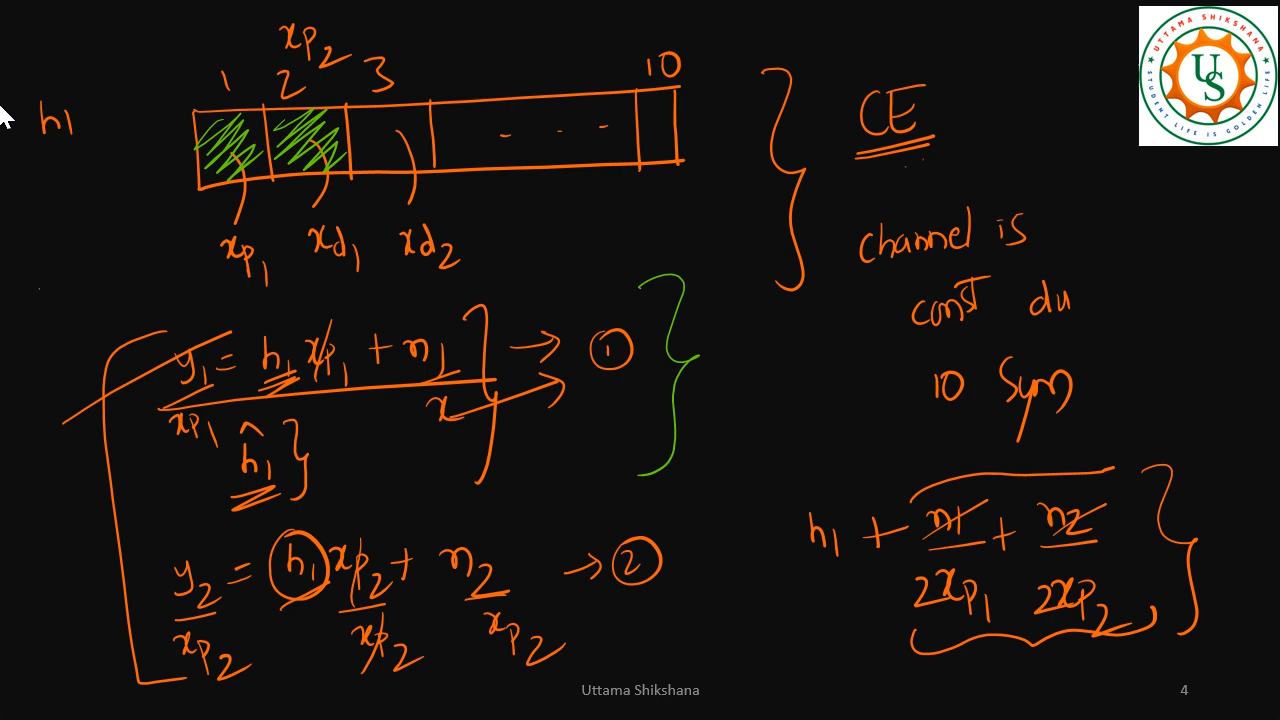 xp2
1 2 3 10
h1
- - -
xp1 xd1 xd2
CE
channel is
const du
10 sym
y1 = h1 xp1 + n1 → 1
xp1 x
ĥ1
y2 = h1 xp2 + n2 → 2
xp2 xp2 xp2
h1 + n1 + n2
2xp1 2xp2
UTTAMA SHIKSHANA
US
STUDENT LIFE IS GOLDEN LIFE
Uttama Shikshana
4